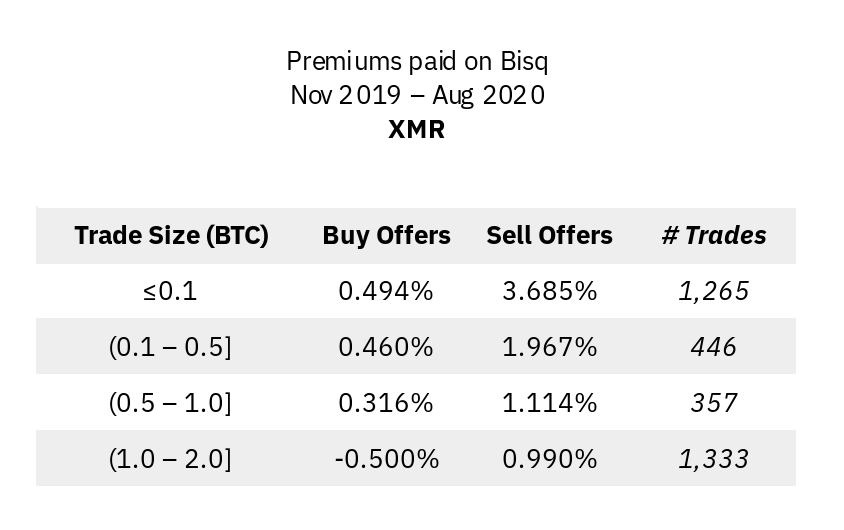 Premiums paid on Bisq
Nov 2019 – Aug 2020
XMR
Trade Size (BTC) Buy Offers Sell Offers # Trades
≤0.1 0.494% 3.685% 1,265
(0.1 – 0.5] 0.460% 1.967% 446
(0.5 – 1.0] 0.316% 1.114% 357
(1.0 – 2.0] -0.500% 0.990% 1,333